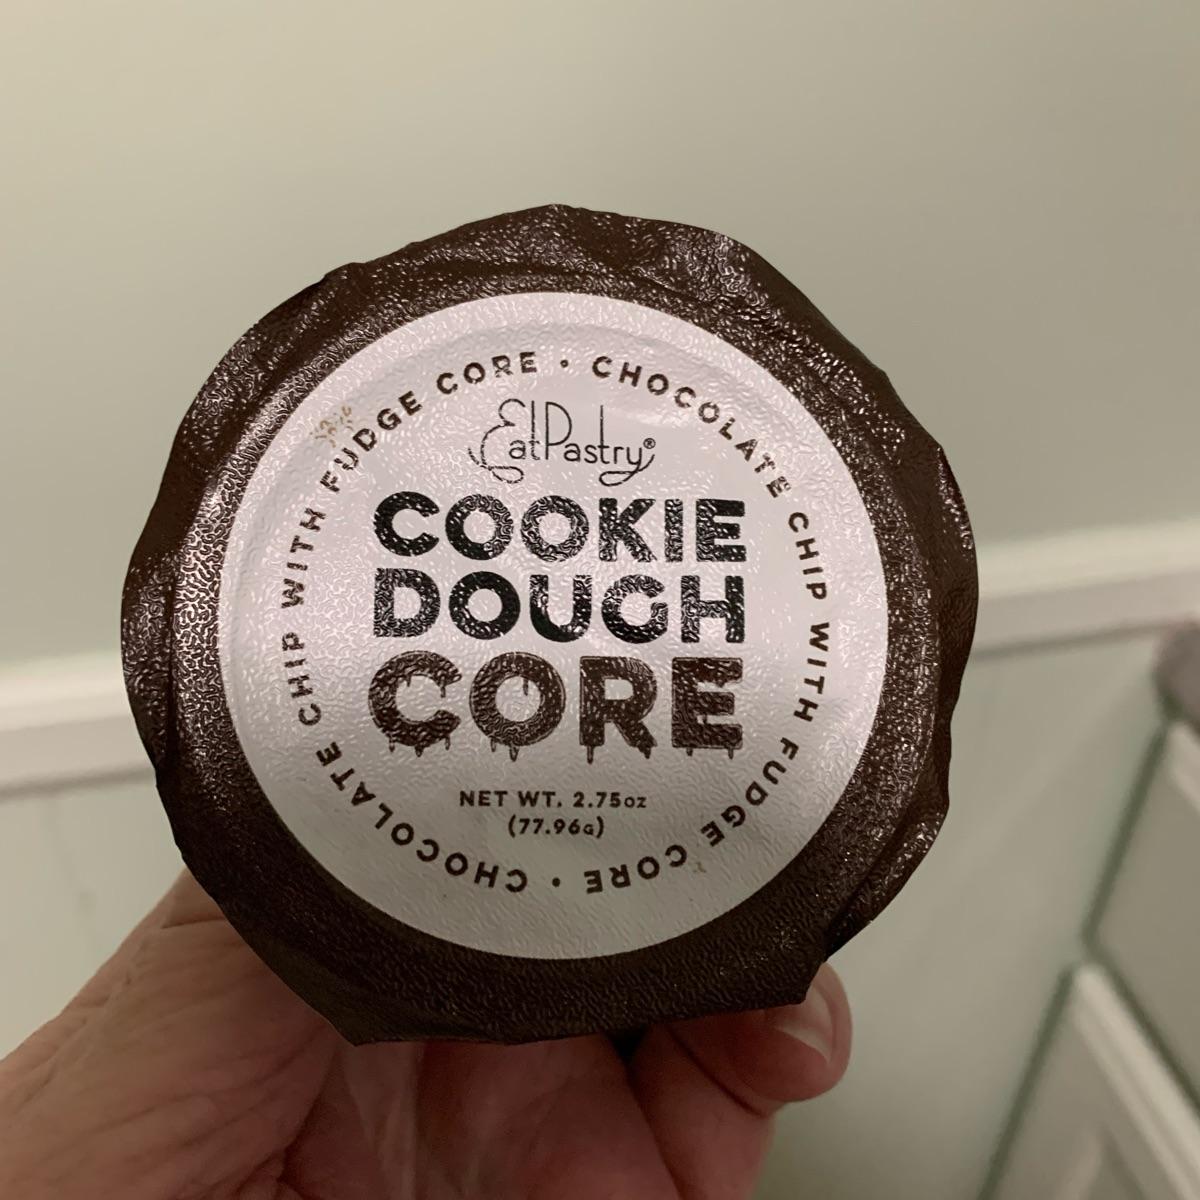 CHOCOLATE CHIP WITH FUDGE CORE • CHOCOLATE CHIP WITH FUDGE CORE •
EatPastry®
COOKIE
DOUGH
CORE
NET WT. 2.75oz
(77.96G)